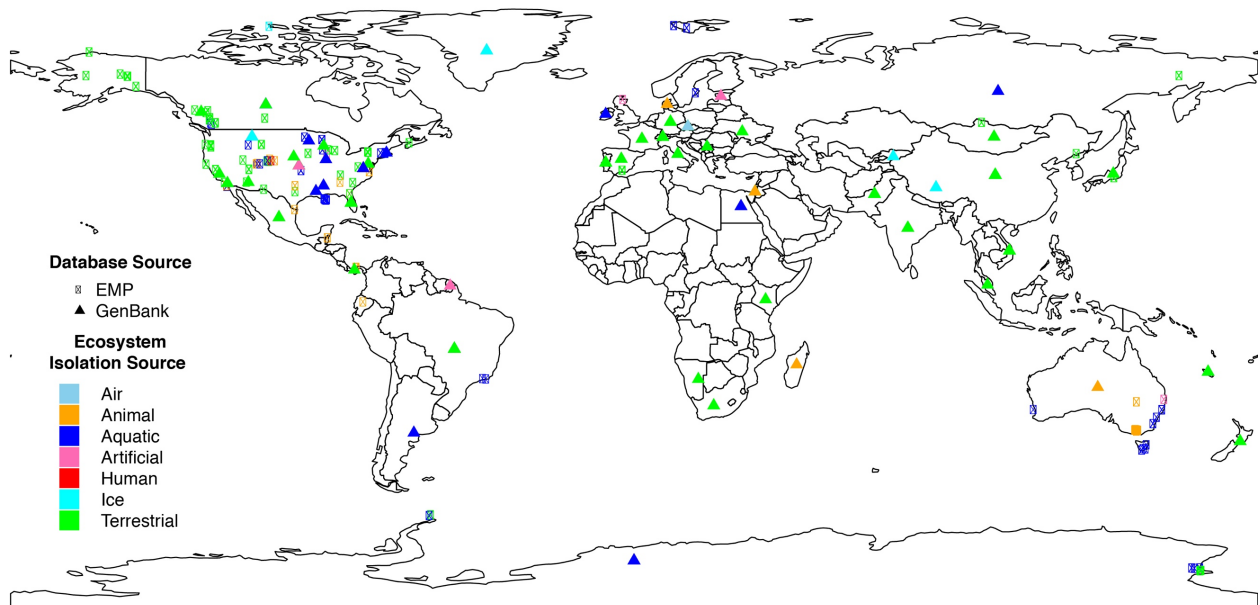 Database Source
EMP
GenBank
Ecosystem
Isolation Source
Air
Animal
Aquatic
Artificial
Human
Ice
Terrestrial